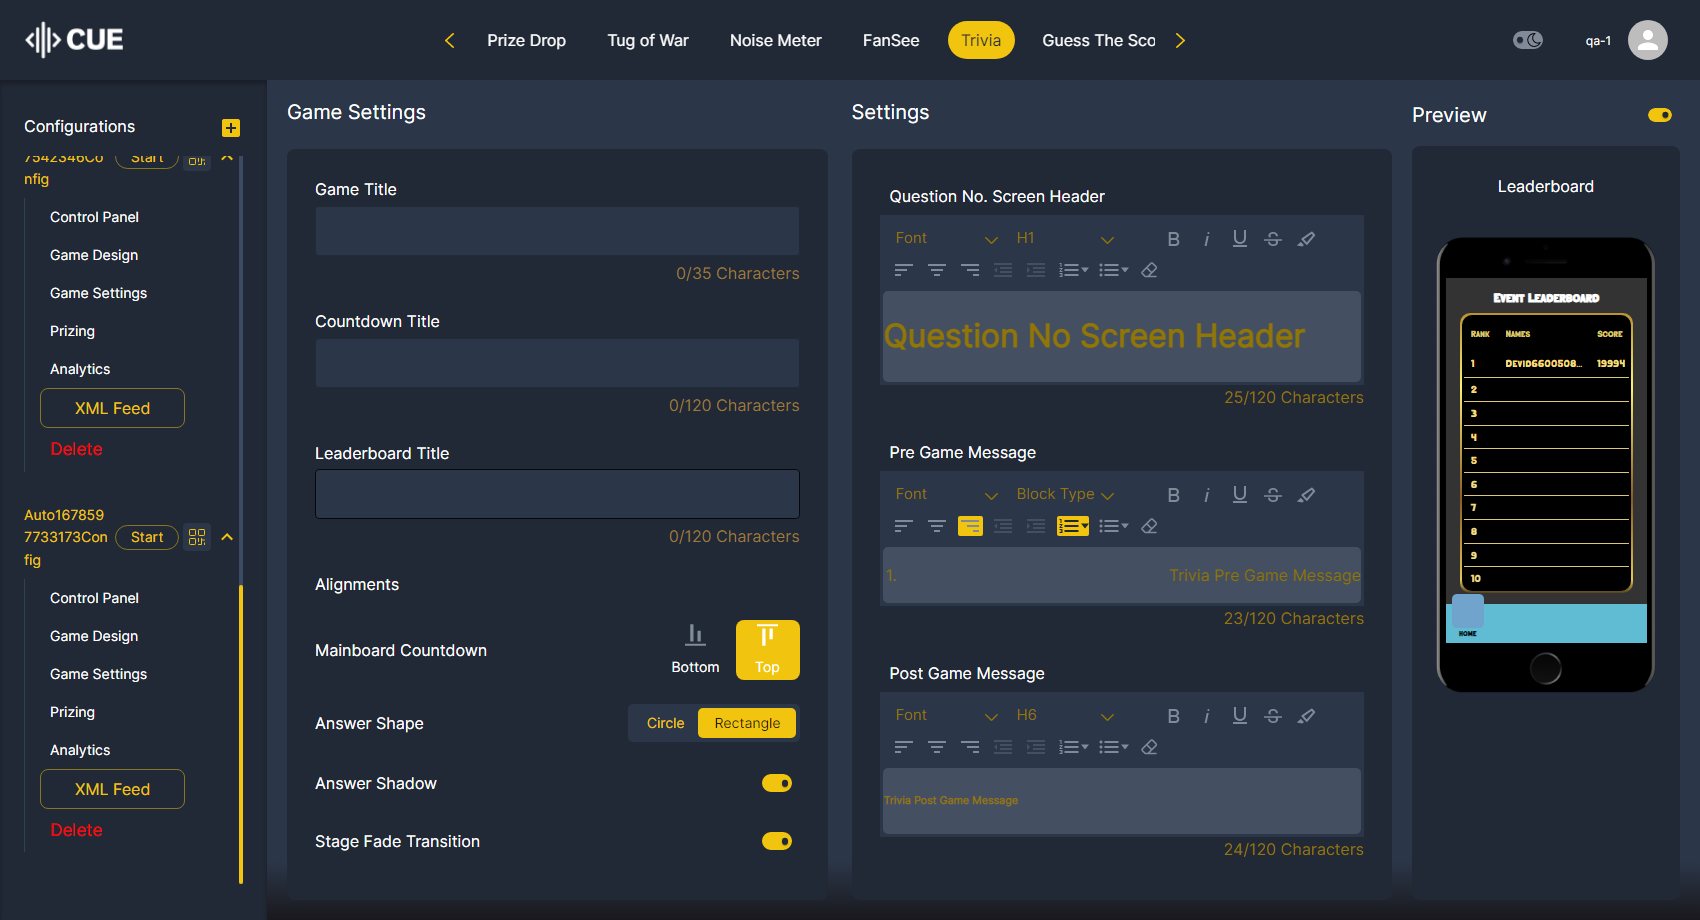 CUE
Prize Drop
Tug of War
Noise Meter
FanSee
Trivia
Guess The Sco
qa-1
Configurations
7542346Co
nfig
Start
Control Panel
Game Design
Game Settings
Prizing
Analytics
XML Feed
Delete
Auto167859
7733173Con
fig
Start
Control Panel
Game Design
Game Settings
Prizing
Analytics
XML Feed
Delete
Game Settings
Game Title
0/35 Characters
Countdown Title
0/120 Characters
Leaderboard Title
0/120 Characters
Alignments
Mainboard Countdown
Bottom
Top
Answer Shape
Circle
Rectangle
Answer Shadow
Stage Fade Transition
Settings
Question No. Screen Header
Font
H1
B i U S
Question No Screen Header
25/120 Characters
Pre Game Message
Font
Block Type
B i U S
1. Trivia Pre Game Message
23/120 Characters
Post Game Message
Font
H6
B i U S
Trivia Post Game Message
24/120 Characters
Preview
Leaderboard
Event Leaderboard
Rank Names Score
1 Devid6600508... 19994
2
3
4
5
6
7
8
9
10
HOME